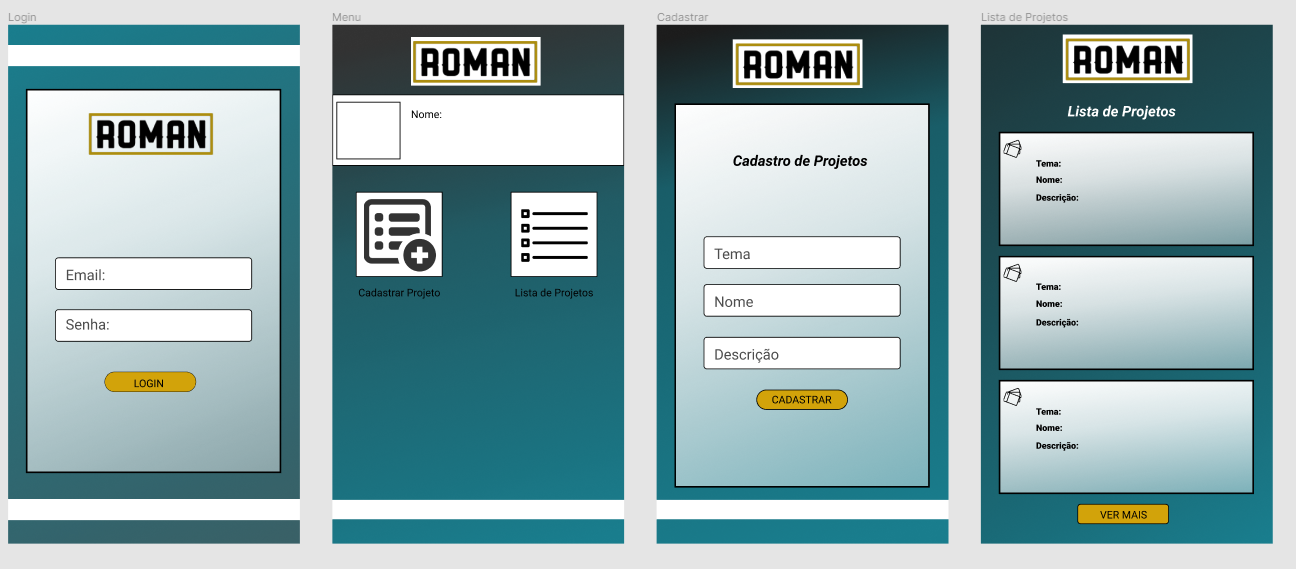 Login
ROMAN
Email:
Senha:
LOGIN
Menu
ROMAN
Nome:
Cadastrar Projeto
Lista de Projetos
Cadastrar
ROMAN
Cadastro de Projetos
Tema
Nome
Descrição
CADASTRAR
Lista de Projetos
ROMAN
Lista de Projetos
Tema:
Nome:
Descrição:
Tema:
Nome:
Descrição:
Tema:
Nome:
Descrição:
VER MAIS